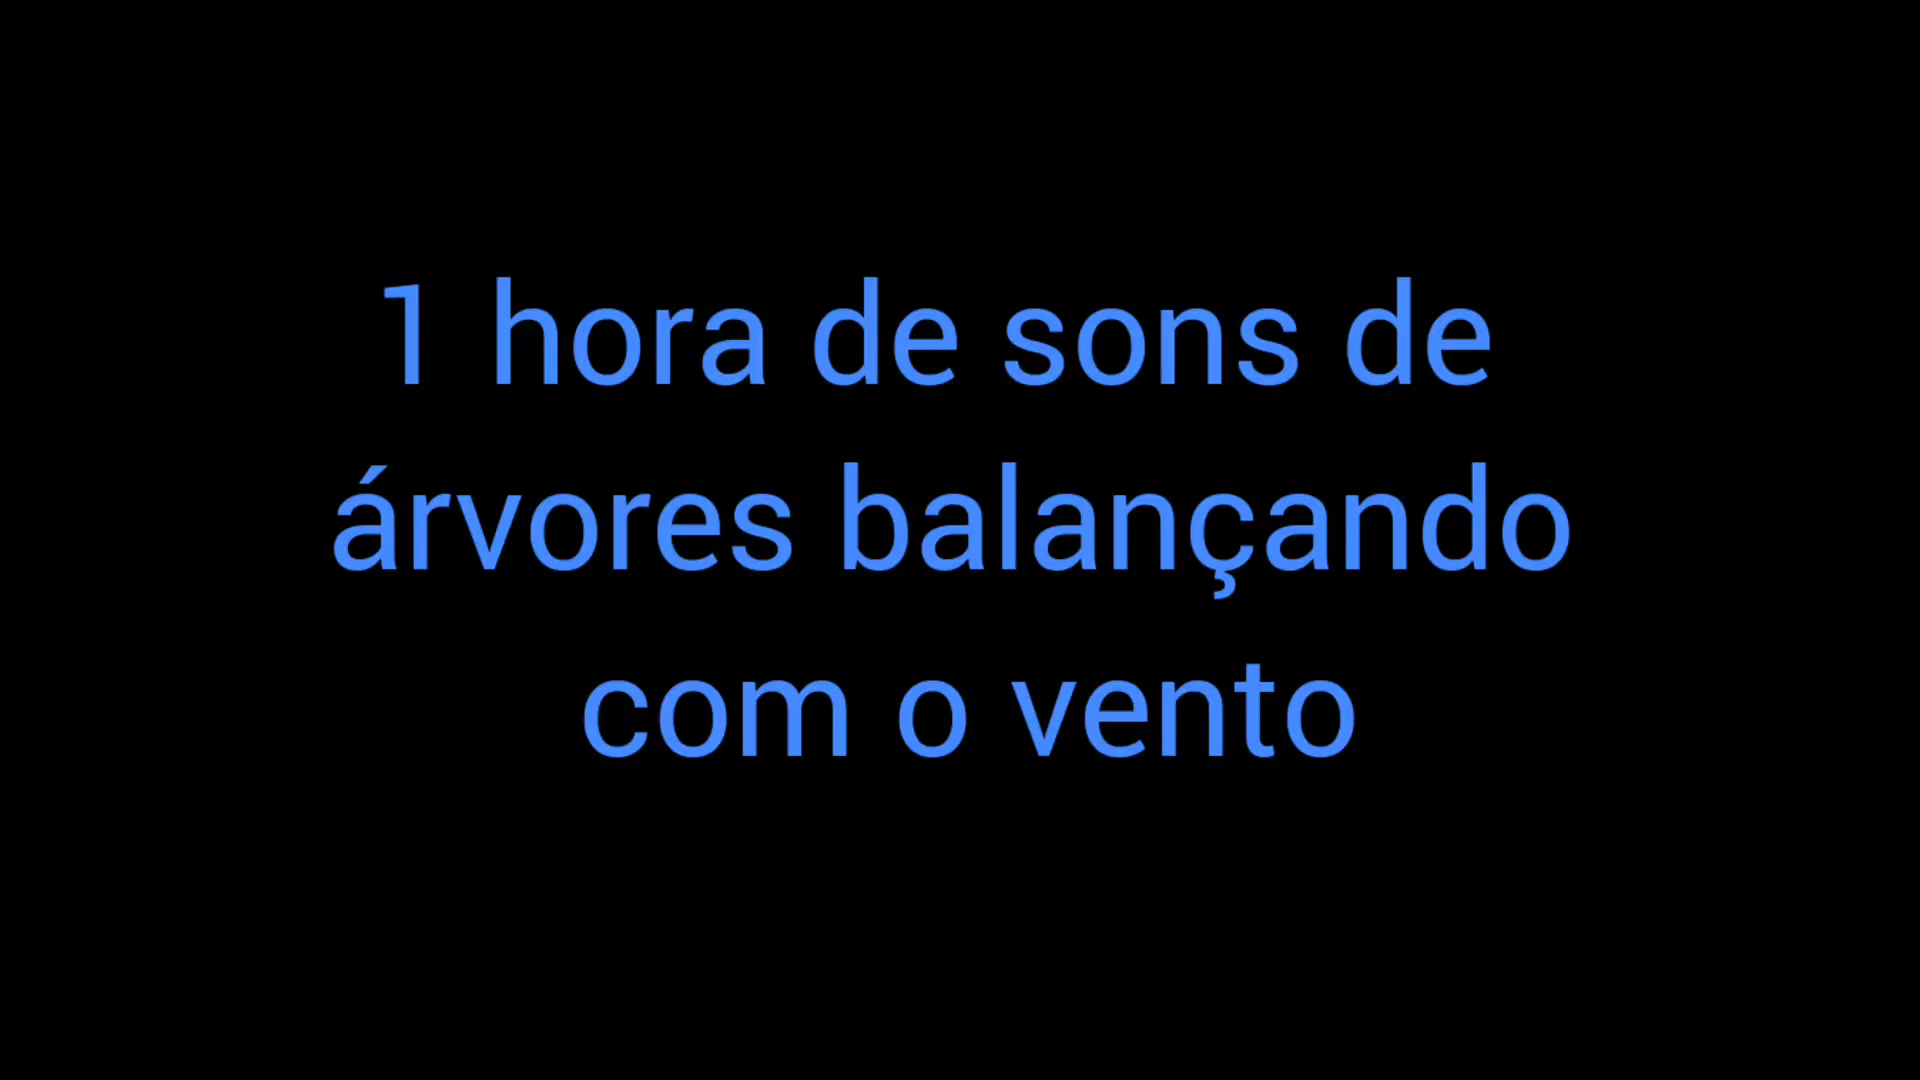 1 hora de sons de
árvores balançando
com o vento